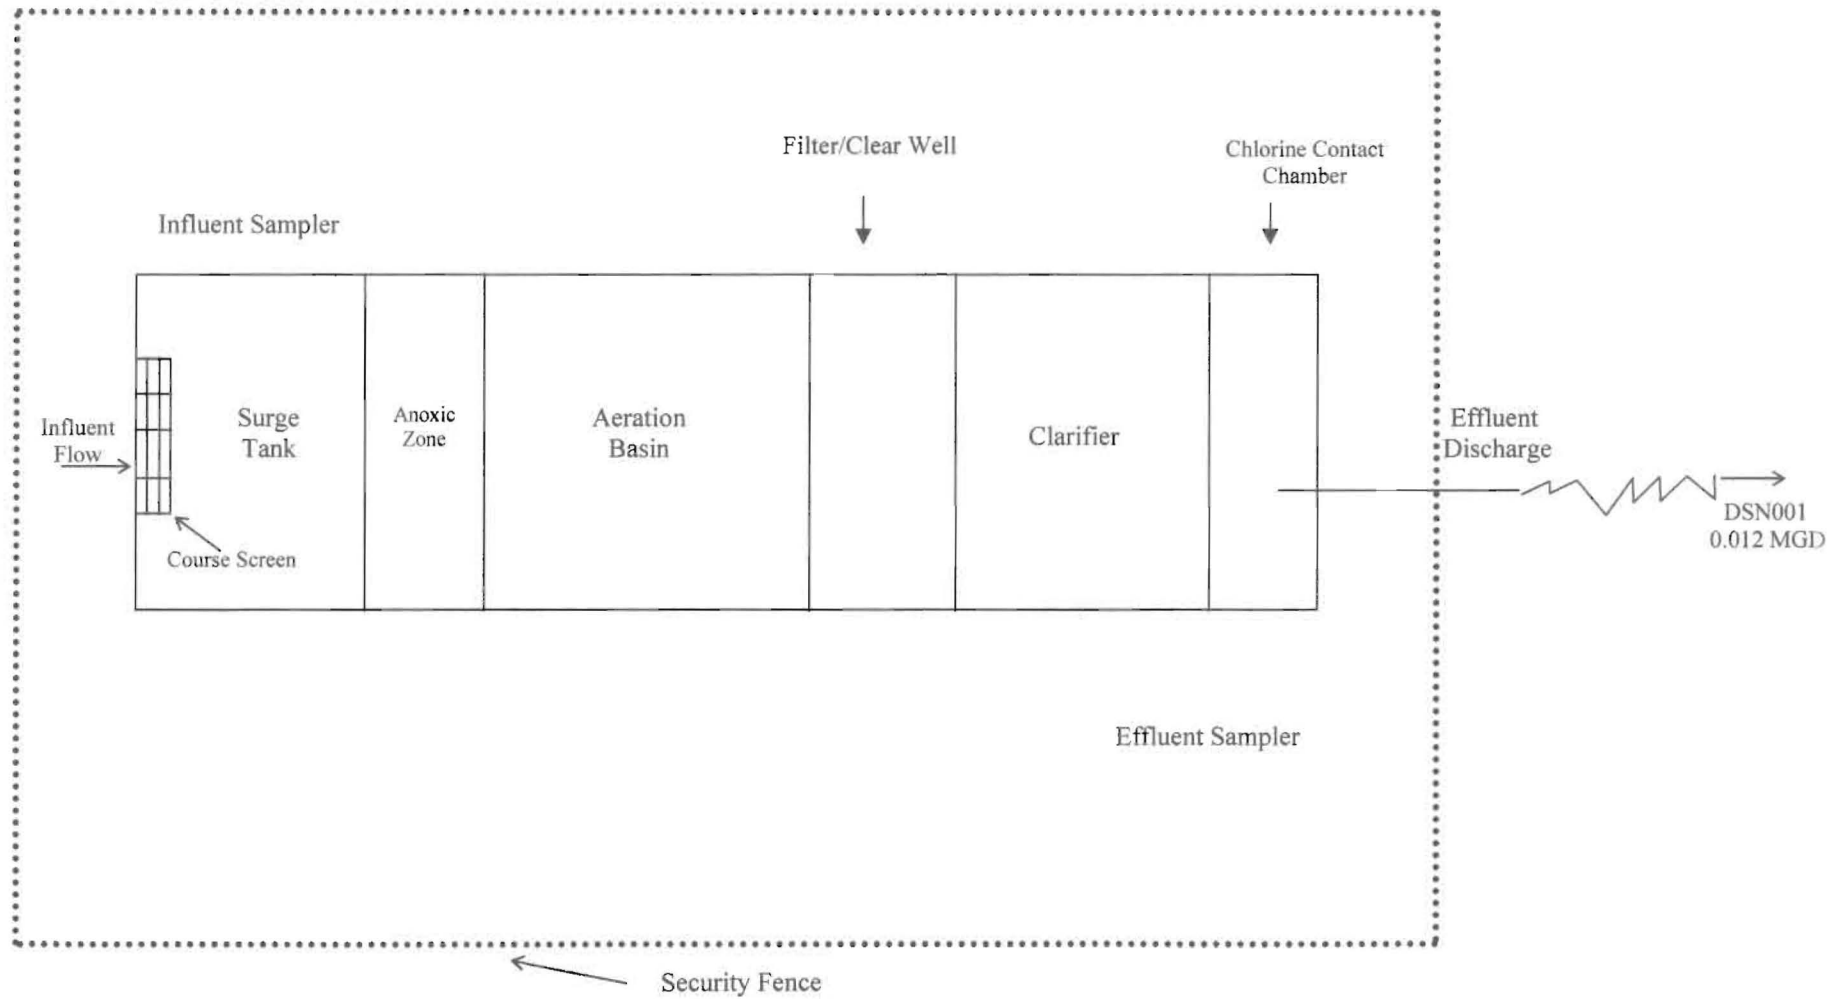 Filter/Clear Well
Chlorine Contact
Chamber
Influent Sampler
Influent
Flow
Surge
Tank
Anoxic
Zone
Aeration
Basin
Clarifier
Effluent
Discharge
DSN001
0.012 MGD
Course Screen
Effluent Sampler
Security Fence